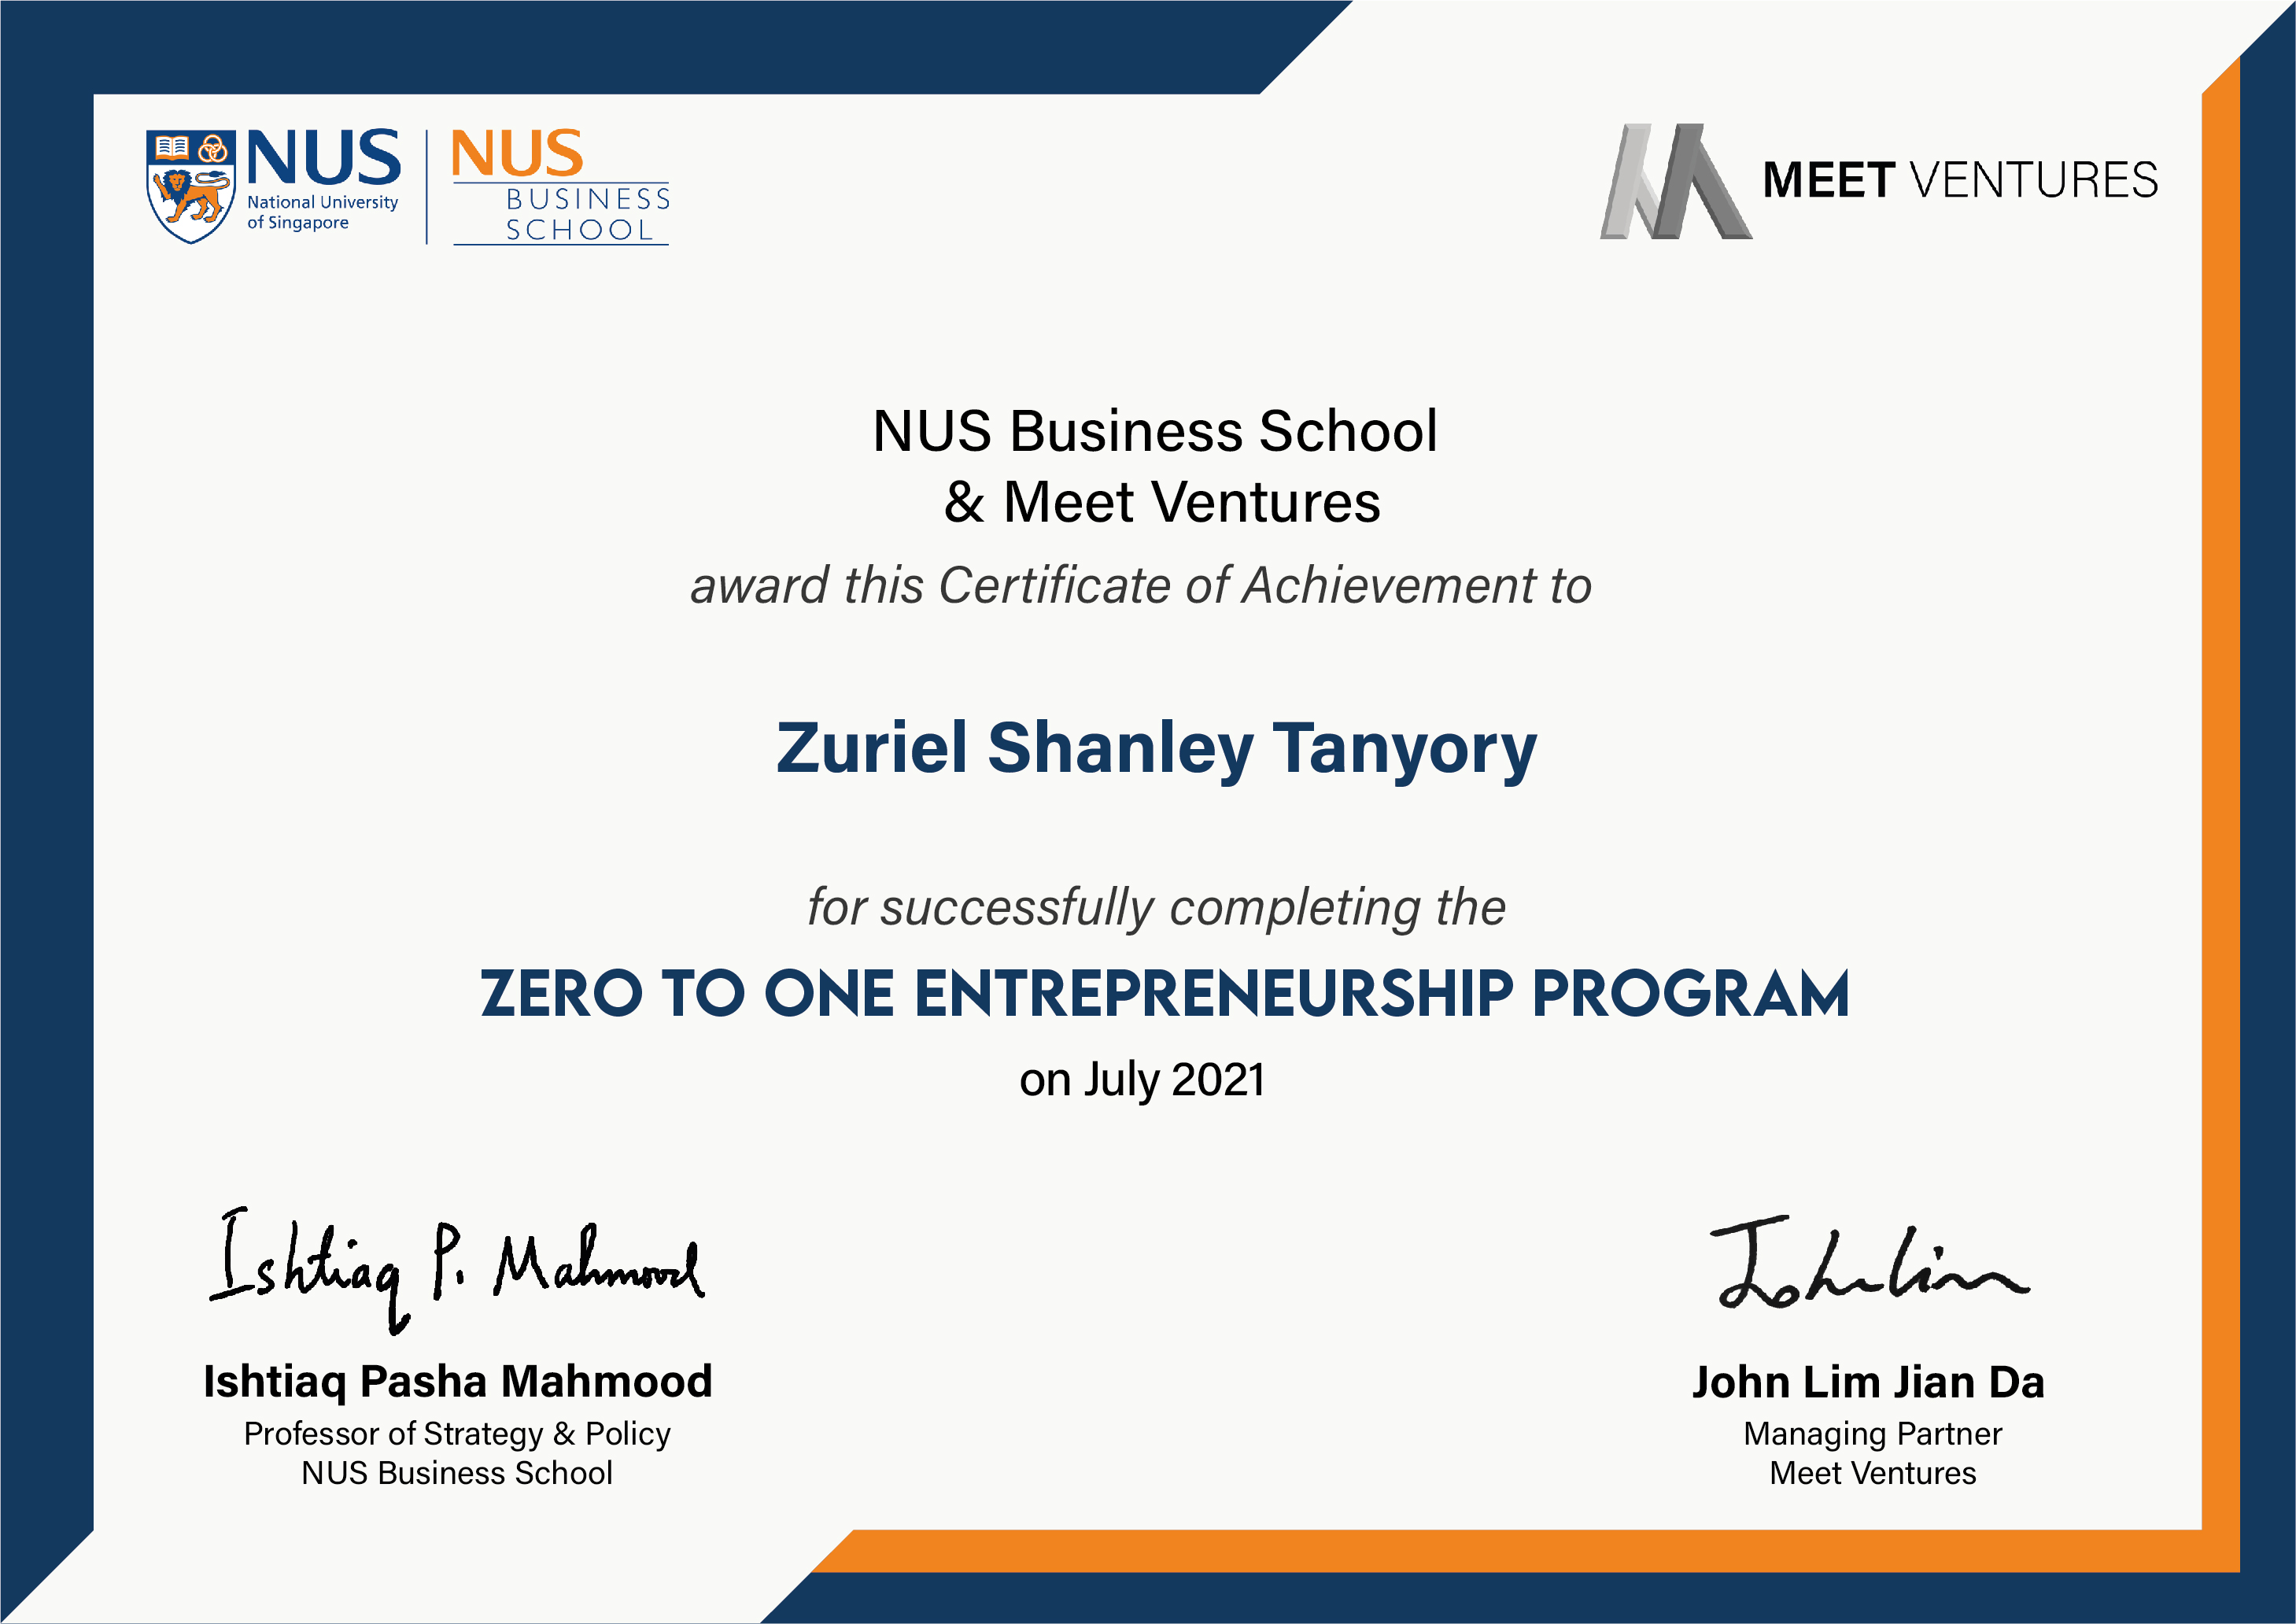 NUS
National University
of Singapore
NUS
BUSINESS
SCHOOL
MEET VENTURES
NUS Business School
& Meet Ventures
award this Certificate of Achievement to
Zuriel Shanley Tanyory
for successfully completing the
ZERO TO ONE ENTREPRENEURSHIP PROGRAM
on July 2021
Ishtiaq P. Mahmood
Ishtiaq Pasha Mahmood
Professor of Strategy & Policy
NUS Business School
John Lim
John Lim Jian Da
Managing Partner
Meet Ventures